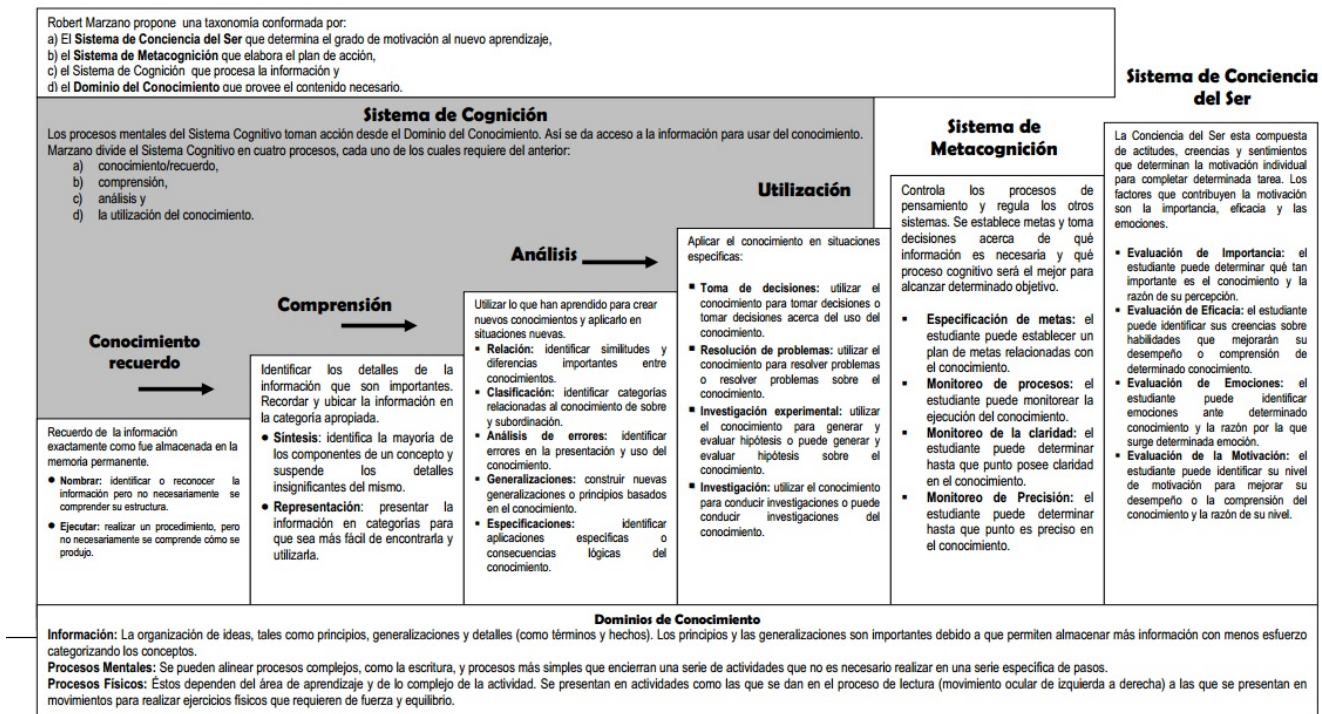 Robert Marzano propone una taxonomía conformada por:
a) El Sistema de Conciencia del Ser que determina el grado de motivación al nuevo aprendizaje,
b) el Sistema de Metacognición que elabora el plan de acción,
c) el Sistema de Cognición que procesa la información y
d) el Dominio del Conocimiento que provee el contenido necesario.
Sistema de Cognición
Los procesos mentales del Sistema Cognitivo toman acción desde el Dominio del Conocimiento. Así se da acceso a la información para usar del conocimiento.
Marzano divide el Sistema Cognitivo en cuatro procesos, cada uno de los cuales requiere del anterior:
a) conocimiento/recuerdo,
b) comprensión,
c) análisis y
d) la utilización del conocimiento.
Conocimiento
recuerdo
Recuerdo de la información
exactamente como fue almacenada en la
memoria permanente.
● Nombrar: identificar o reconocer la
información pero no necesariamente se
comprender su estructura.
● Ejecutar: realizar un procedimiento, pero
no necesariamente se comprende cómo se
produjo.
Comprensión
Identificar los detalles de la
información que son importantes.
Recordar y ubicar la información en
la categoría apropiada.
● Síntesis: identifica la mayoría de
los componentes de un concepto y
suspende los detalles
insignificantes del mismo.
● Representación: presentar la
información en categorías para
que sea más fácil de encontrarla y
utilizarla.
Análisis
Utilizar lo que han aprendido para crear
nuevos conocimientos y aplicarlo en
situaciones nuevas.
▪ Relación: identificar similitudes y
diferencias importantes entre
conocimientos.
▪ Clasificación: identificar categorías
relacionadas al conocimiento de sobre
y subordinación.
▪ Análisis de errores: identificar
errores en la presentación y uso del
conocimiento.
▪ Generalizaciones: construir nuevas
generalizaciones o principios basados
en el conocimiento.
▪ Especificaciones: identificar
aplicaciones específicas o
consecuencias lógicas del
conocimiento.
Utilización
Aplicar el conocimiento en situaciones
específicas:
▪ Toma de decisiones: utilizar el
conocimiento para tomar decisiones o
tomar decisiones acerca del uso del
conocimiento.
▪ Resolución de problemas: utilizar el
conocimiento para resolver problemas
o resolver problemas sobre el
conocimiento.
▪ Investigación experimental: utilizar
el conocimiento para generar y
evaluar hipótesis o puede generar y
evaluar hipótesis sobre el
conocimiento.
▪ Investigación: utilizar el conocimiento
para conducir investigaciones o puede
conducir investigaciones del
conocimiento.
Sistema de
Metacognición
Controla los procesos de
pensamiento y regula los otros
sistemas. Se establece metas y toma
decisiones acerca de qué
información es necesaria y qué
proceso cognitivo será el mejor para
alcanzar determinado objetivo.
▪ Especificación de metas: el
estudiante puede establecer un
plan de metas relacionadas con
el conocimiento.
▪ Monitoreo de procesos: el
estudiante puede monitorear la
ejecución del conocimiento.
▪ Monitoreo de la claridad: el
estudiante puede determinar
hasta que punto posee claridad
en el conocimiento.
▪ Monitoreo de Precisión: el
estudiante puede determinar
hasta que punto es preciso en
el conocimiento.
Sistema de Conciencia
del Ser
La Conciencia del Ser esta compuesta
de actitudes, creencias y sentimientos
que determinan la motivación individual
para completar determinada tarea. Los
factores que contribuyen la motivación
son la importancia, eficacia y las
emociones.
▪ Evaluación de Importancia: el
estudiante puede determinar qué tan
importante es el conocimiento y la
razón de su percepción.
▪ Evaluación de Eficacia: el estudiante
puede identificar sus creencias sobre
habilidades que mejorarán su
desempeño o comprensión de
determinado conocimiento.
▪ Evaluación de Emociones: el
estudiante puede identificar
emociones ante determinado
conocimiento y la razón por la que
surge determinada emoción.
▪ Evaluación de la Motivación: el
estudiante puede identificar su nivel
de motivación para mejorar su
desempeño o la comprensión del
conocimiento y la razón de su nivel.
Dominios de Conocimiento
Información: La organización de ideas, tales como principios, generalizaciones y detalles (como términos y hechos). Los principios y las generalizaciones son importantes debido a que permiten almacenar más información con menos esfuerzo
categorizando los conceptos.
Procesos Mentales: Se pueden alinear procesos complejos, como la escritura, y procesos más simples que encierran una serie de actividades que no es necesario realizar en una serie específica de pasos.
Procesos Físicos: Éstos dependen del área de aprendizaje y de lo complejo de la actividad. Se presentan en actividades como las que se dan en el proceso de lectura (movimiento ocular de izquierda a derecha) a las que se presentan en
movimientos para realizar ejercicios físicos que requieren de fuerza y equilibrio.